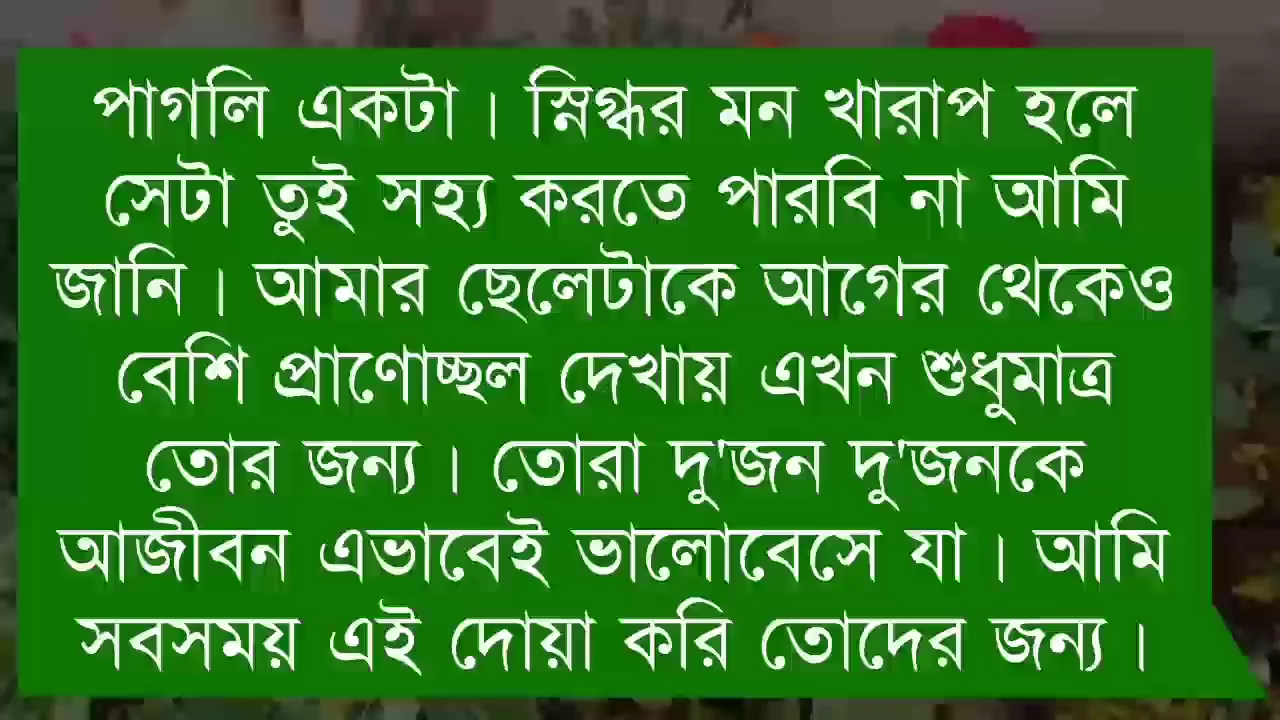 পাগলি একটা । স্নিগ্ধর মন খারাপ হলে
সেটা তুই সহ্য করতে পারবি না আমি
জানি । আমার ছেলেটাকে আগের থেকেও
বেশি প্রাণোচ্ছল দেখায় এখন শুধুমাত্র
তোর জন্য । তোরা দু'জন দু'জনকে
আজীবন এভাবেই ভালোবেসে যা । আমি
সবসময় এই দোয়া করি তোদের জন্য ।